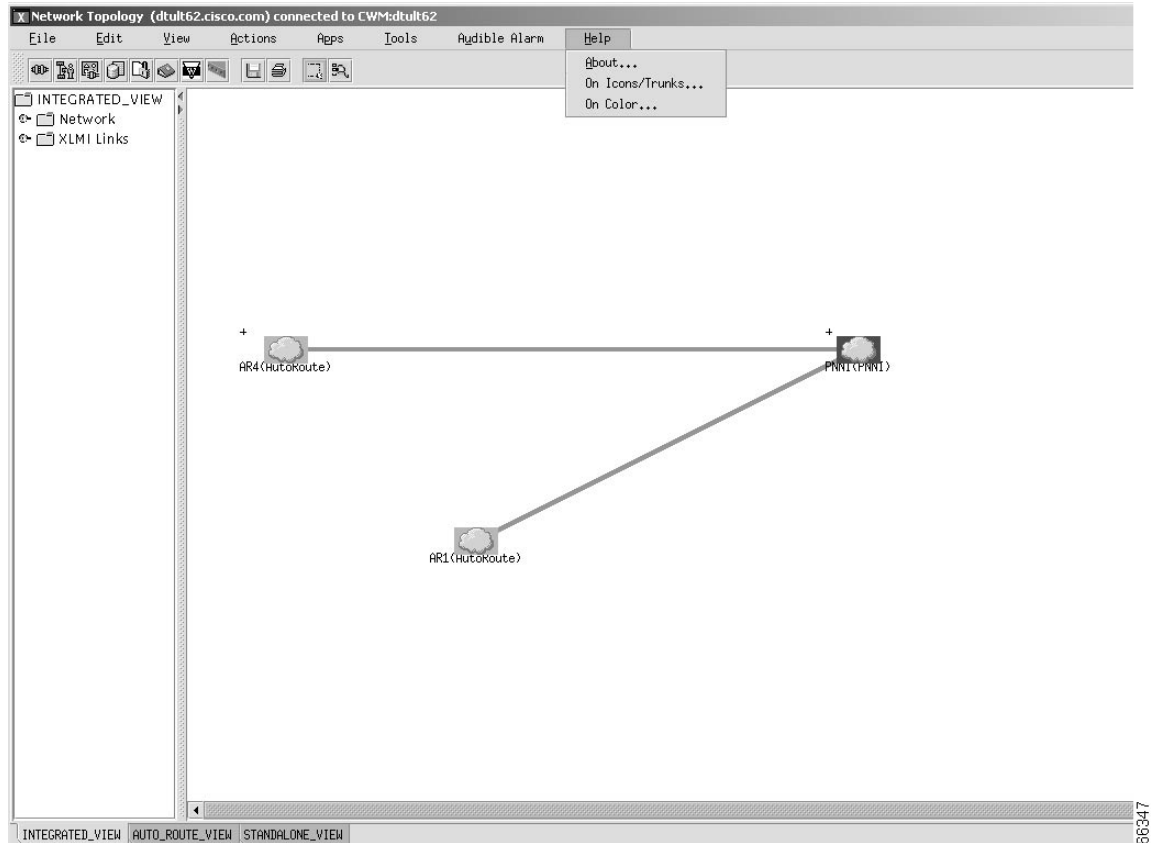 Network Topology (dtult62.cisco.com) connected to CWM:dtult62
File Edit View Actions Apps Tools Audible Alarm Help
About...
On Icons/Trunks...
On Color...
INTEGRATED_VIEW
Network
XLMI Links
+
AR4(AutoRoute)
+
PNNI(PNNI)
AR1(AutoRoute)
INTEGRATED_VIEW AUTO_ROUTE_VIEW STANDALONE_VIEW
66347